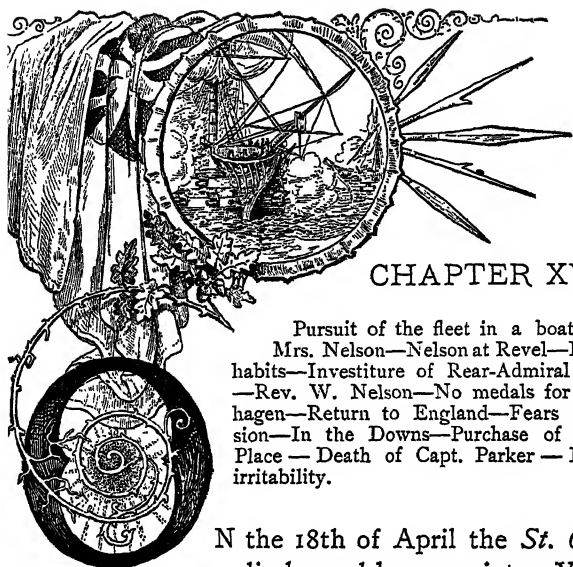 CHAPTER X
Pursuit of the fleet in a boat
Mrs. Nelson—Nelson at Revel—
habits—Investiture of Rear-Admiral
—Rev. W. Nelson—No medals for
hagen—Return to England—Fears
sion—In the Downs—Purchase of
Place — Death of Capt. Parker —
irritability.
ON the 18th of April the St.